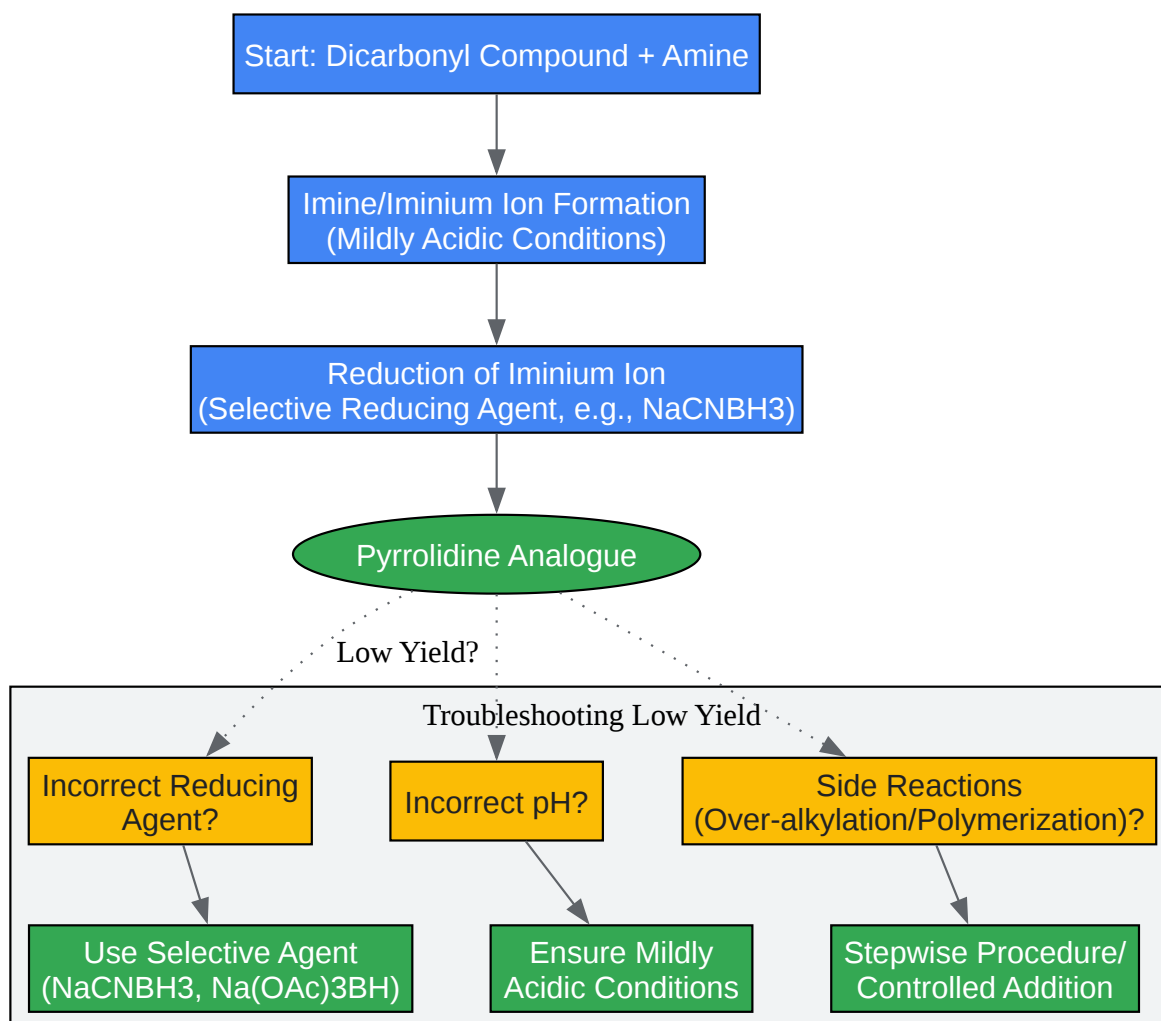 Start: Dicarbonyl Compound + Amine
Imine/Iminium Ion Formation
(Mildly Acidic Conditions)
Reduction of Iminium Ion
(Selective Reducing Agent, e.g., NaCNBH3)
Pyrrolidine Analogue
Low Yield?
Troubleshooting Low Yield
Incorrect Reducing
Agent?
Incorrect pH?
Side Reactions
(Over-alkylation/Polymerization)?
Use Selective Agent
(NaCNBH3, Na(OAc)3BH)
Ensure Mildly
Acidic Conditions
Stepwise Procedure/
Controlled Addition